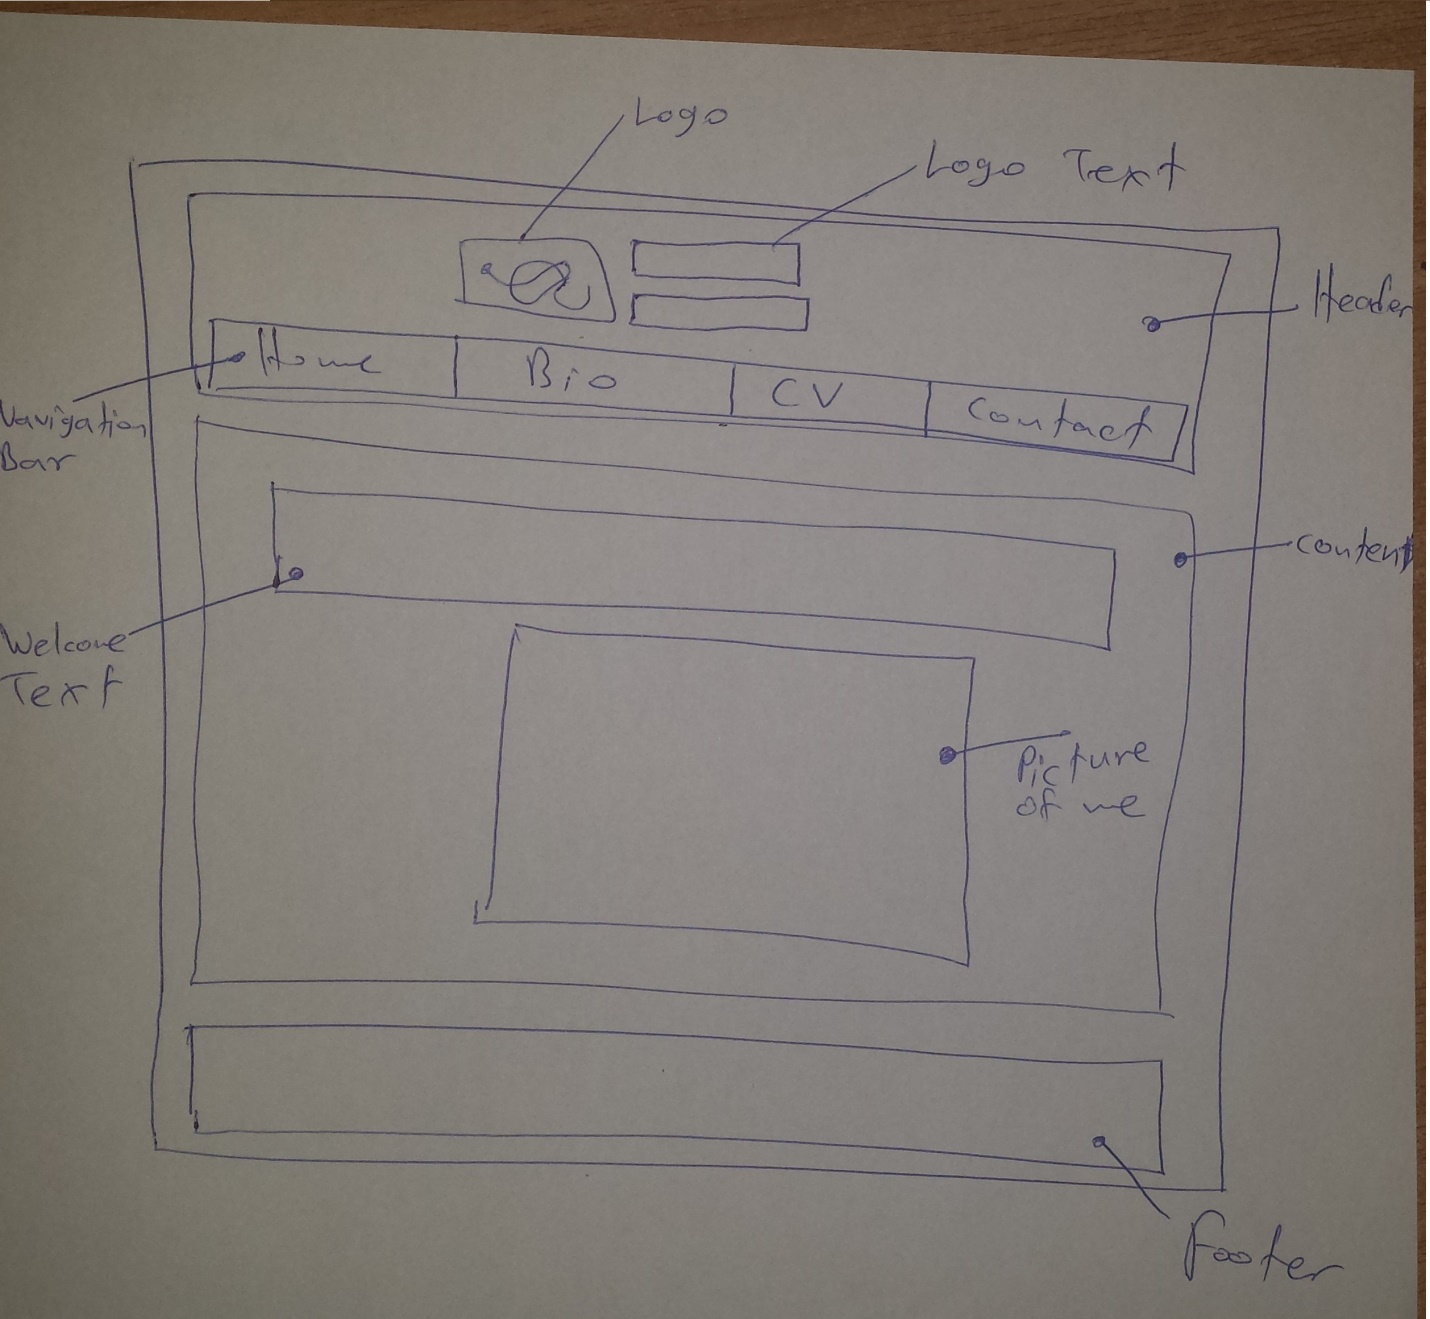 Logo
Logo Text
Header
Home
Bio
CV
Contact
Navigation
Bar
Content
Welcome
Text
Picture
of me
Footer